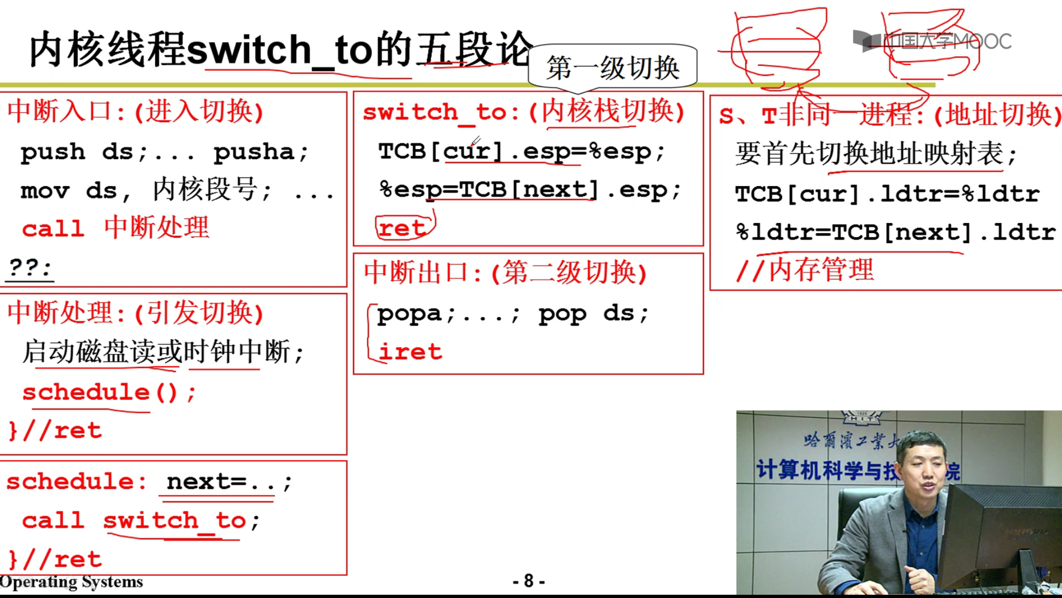 内核线程switch_to的五段论
第一级切换
中国大学MOOC
中断入口:(进入切换)
push ds;... pusha;
mov ds, 内核段号; ...
call 中断处理
??:
中断处理:(引发切换)
启动磁盘读或时钟中断;
schedule();
}//ret
schedule: next=..;
call switch_to;
}//ret
switch_to:(内核栈切换)
TCB[cur].esp=%esp;
%esp=TCB[next].esp;
ret
中断出口:(第二级切换)
popa;...; pop ds;
iret
S、T非同一进程:(地址切换)
要首先切换地址映射表;
TCB[cur].ldtr=%ldtr
%ldtr=TCB[next].ldtr
//内存管理
哈尔滨工业大
计算机科学与技 院
Operating Systems
- 8 -